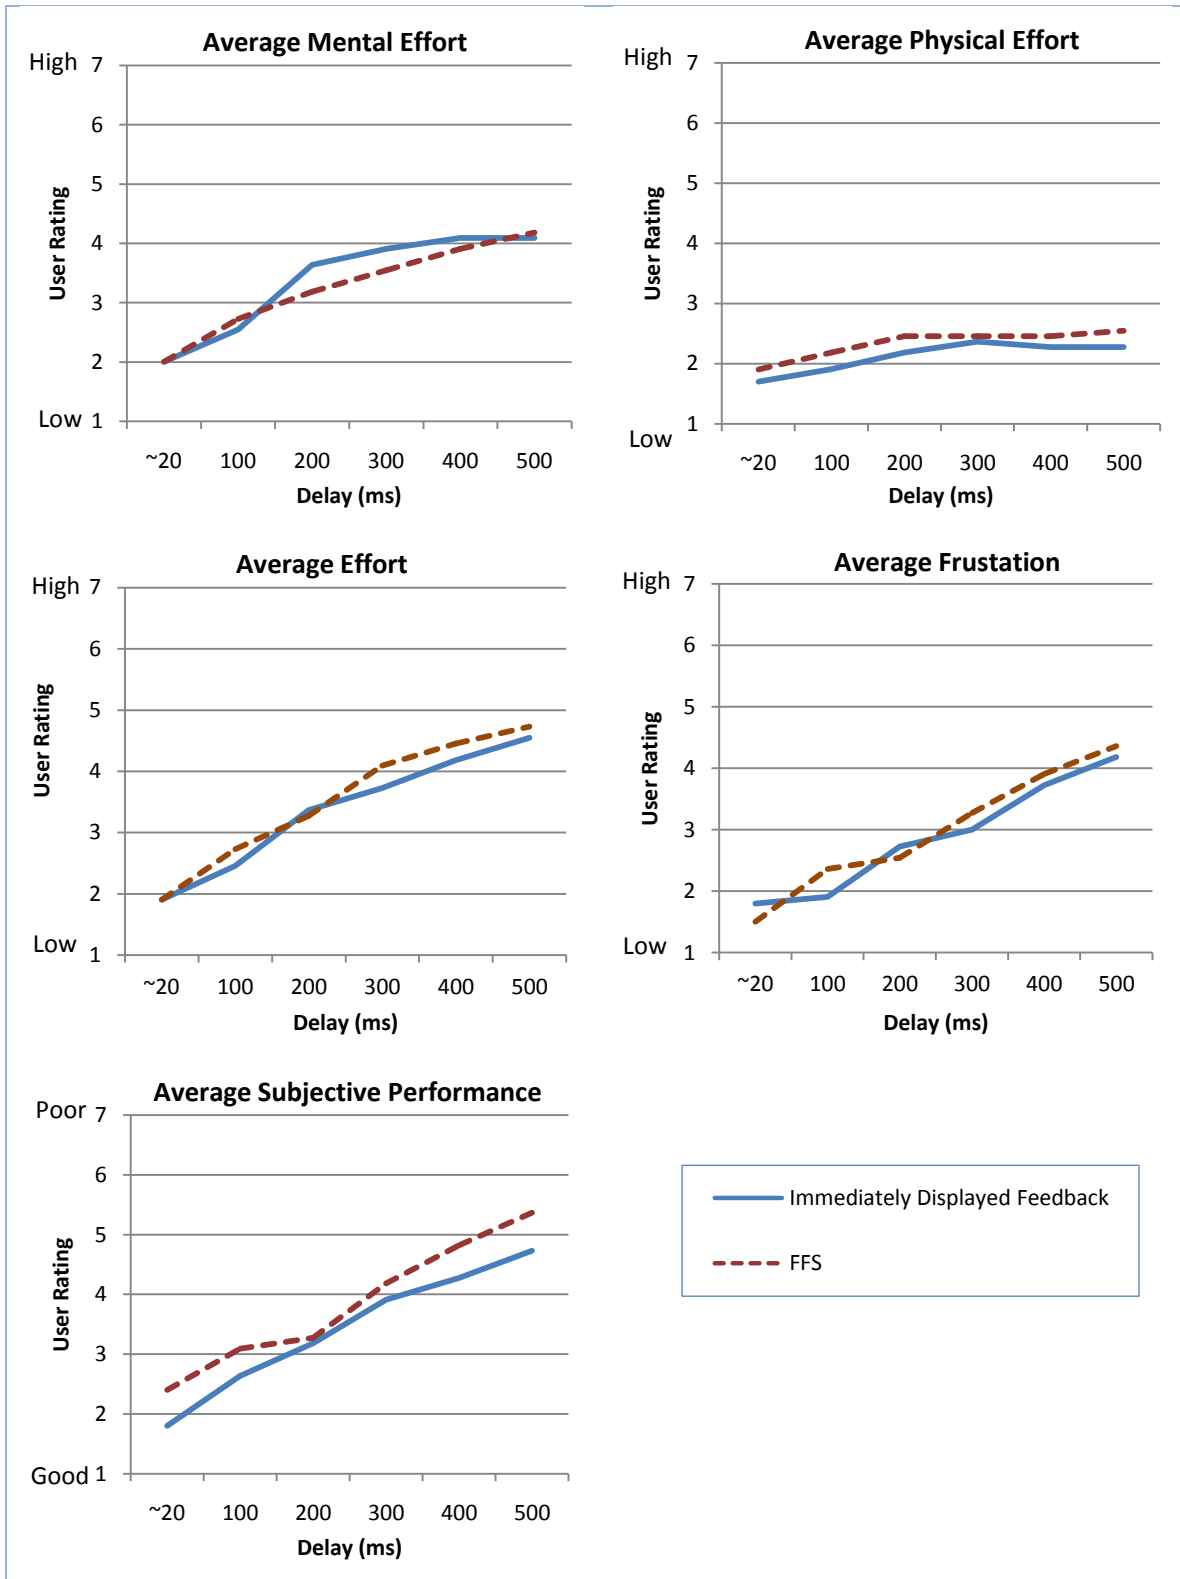 Average Mental Effort
High
7
6
5
4
3
2
Low 1
User Rating
~20 100 200 300 400 500
Delay (ms)
Average Physical Effort
High
7
6
5
4
3
2
1
Low
User Rating
~20 100 200 300 400 500
Delay (ms)
Average Effort
High
7
6
5
4
3
2
Low
1
User Rating
~20 100 200 300 400 500
Delay (ms)
Average Frustation
High
7
6
5
4
3
2
Low
1
User Rating
~20 100 200 300 400 500
Delay (ms)
Average Subjective Performance
Poor 7
6
5
4
3
2
Good 1
User Rating
~20 100 200 300 400 500
Delay (ms)
Immediately Displayed Feedback
FFS